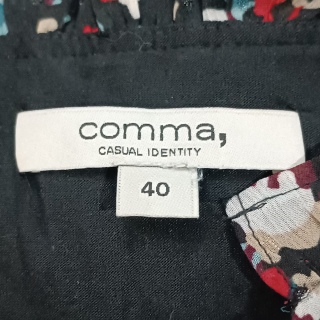 comma,
CASUAL IDENTITY
40